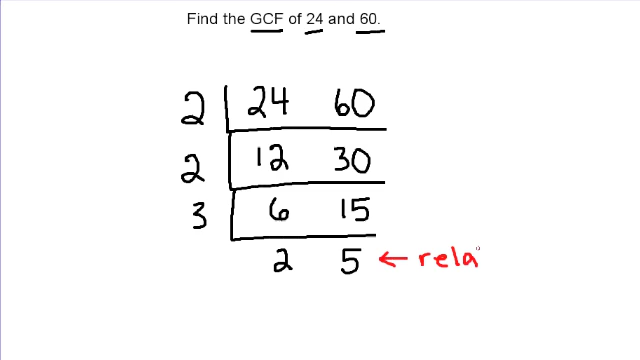 Find the GCF of 24 and 60.
2 24 60
2 12 30
3 6 15
2 5 ← rela